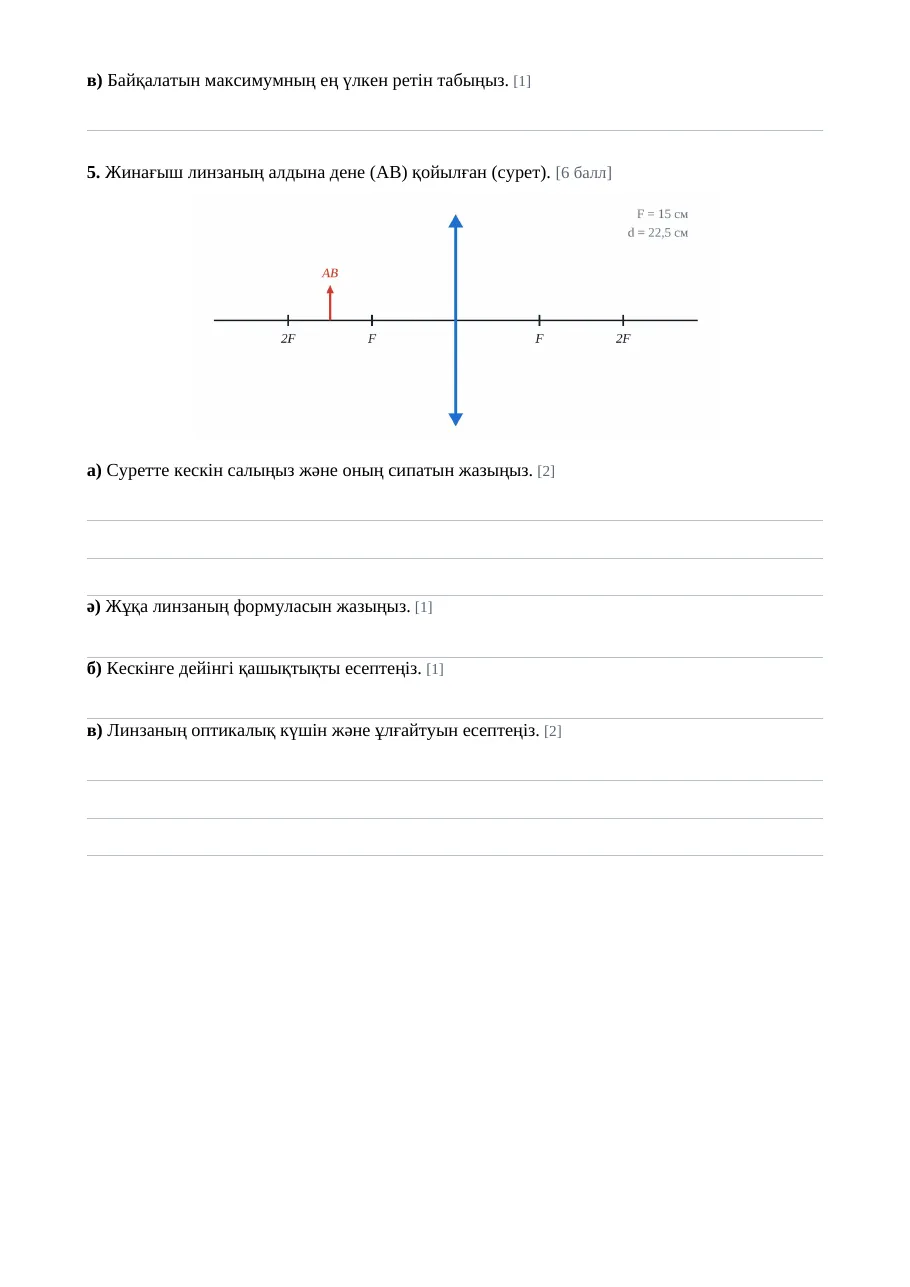 в) Байқалатын максимумның ең үлкен ретін табыңыз. [1]
5. Жинағыш линзаның алдына дене (АВ) қойылған (сурет). [6 балл]
F = 15 см
d = 22,5 см
AB
2F F F 2F
а) Суретте кескін салыңыз және оның сипатын жазыңыз. [2]
ә) Жұқа линзаның формуласын жазыңыз. [1]
б) Кескінге дейінгі қашықтықты есептеңіз. [1]
в) Линзаның оптикалық күшін және ұлғайтуын есептеңіз. [2]